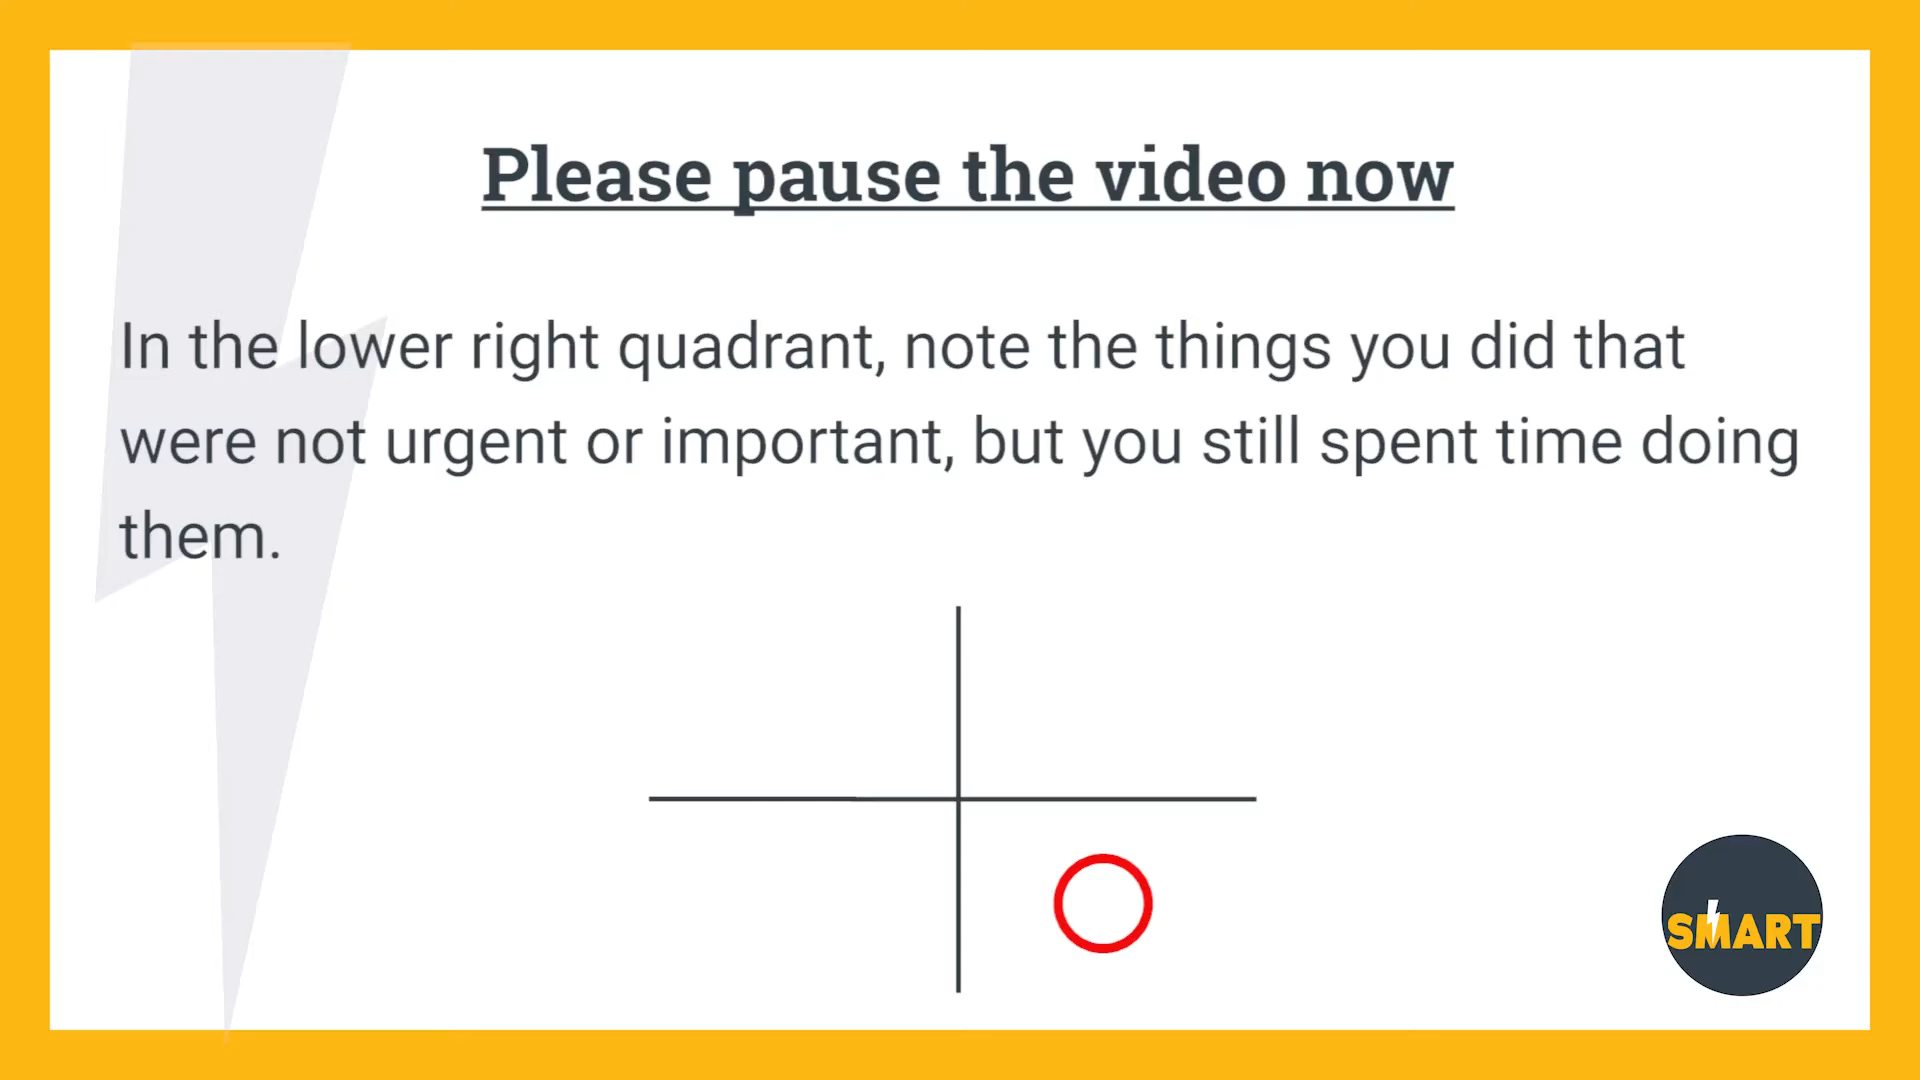 Please pause the video now
In the lower right quadrant, note the things you did that
were not urgent or important, but you still spent time doing
them.
SMART